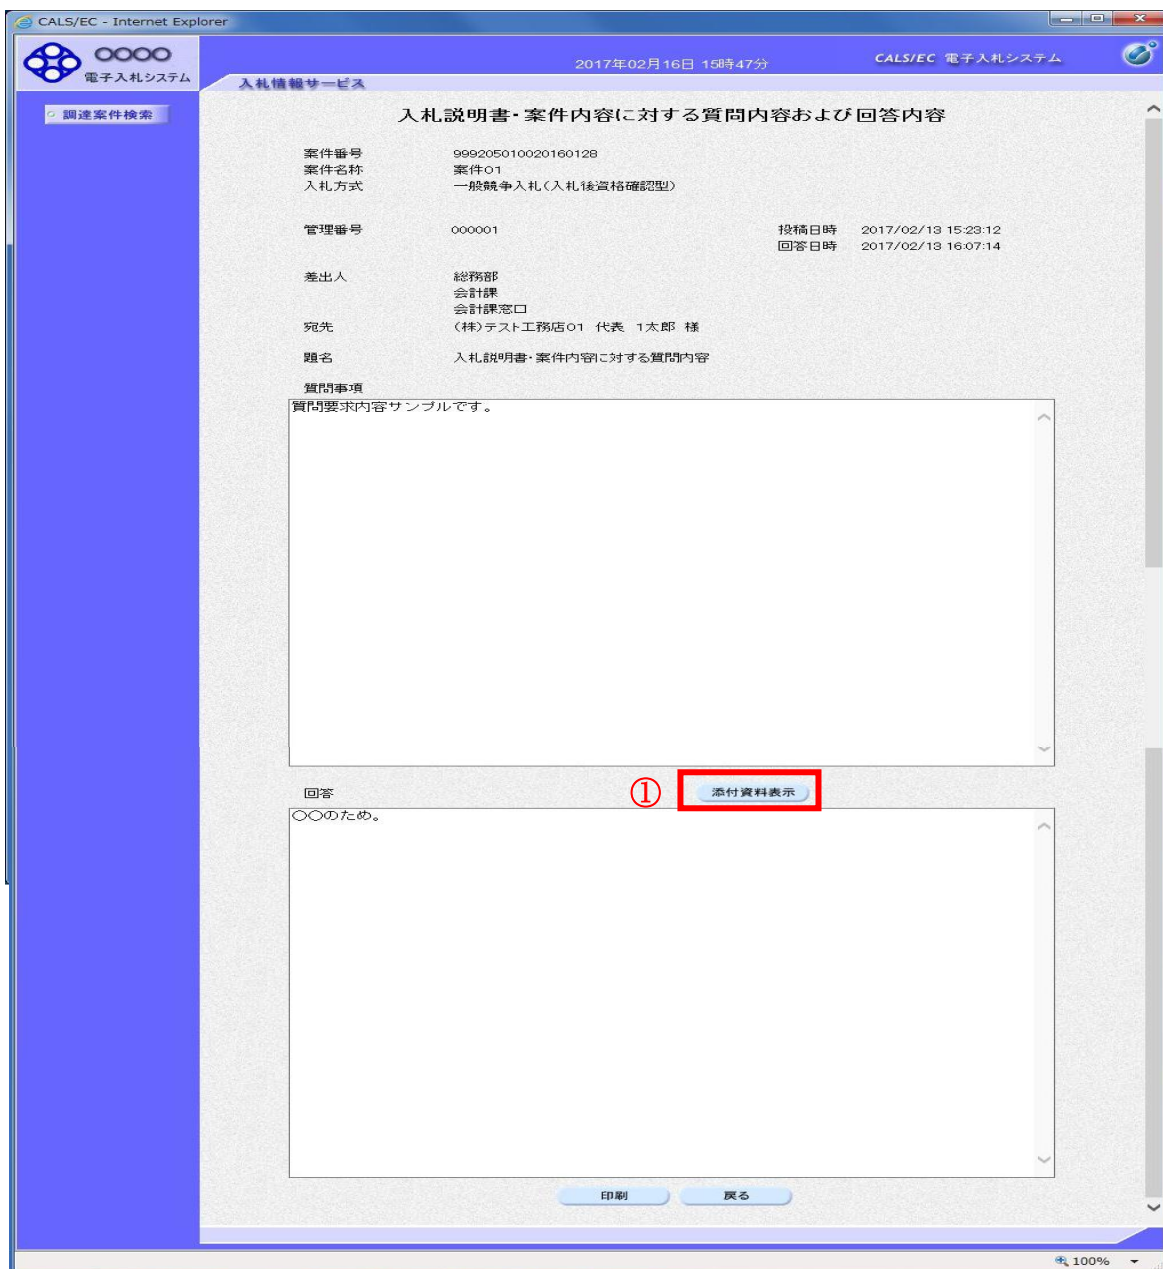 CALS/EC - Internet Explorer
○○○○
電子入札システム
2017年02月16日 15時47分
CALS/EC 電子入札システム
入札情報サービス
調達案件検索
入札説明書・案件内容に対する質問内容および回答内容
案件番号 999205010020160128
案件名称 案件01
入札方式 一般競争入札(入札後資格確認型)
管理番号 000001 投稿日時 2017/02/13 15:23:12
回答日時 2017/02/13 16:07:14
差出人 総務部
会計課
会計課窓口
宛先 (株)テスト工務店01 代表 1太郎 様
題名 入札説明書・案件内容に対する質問内容
質問事項
質問要求内容サンプルです。
回答 ① 添付資料表示
〇〇のため。
印刷 戻る
100%